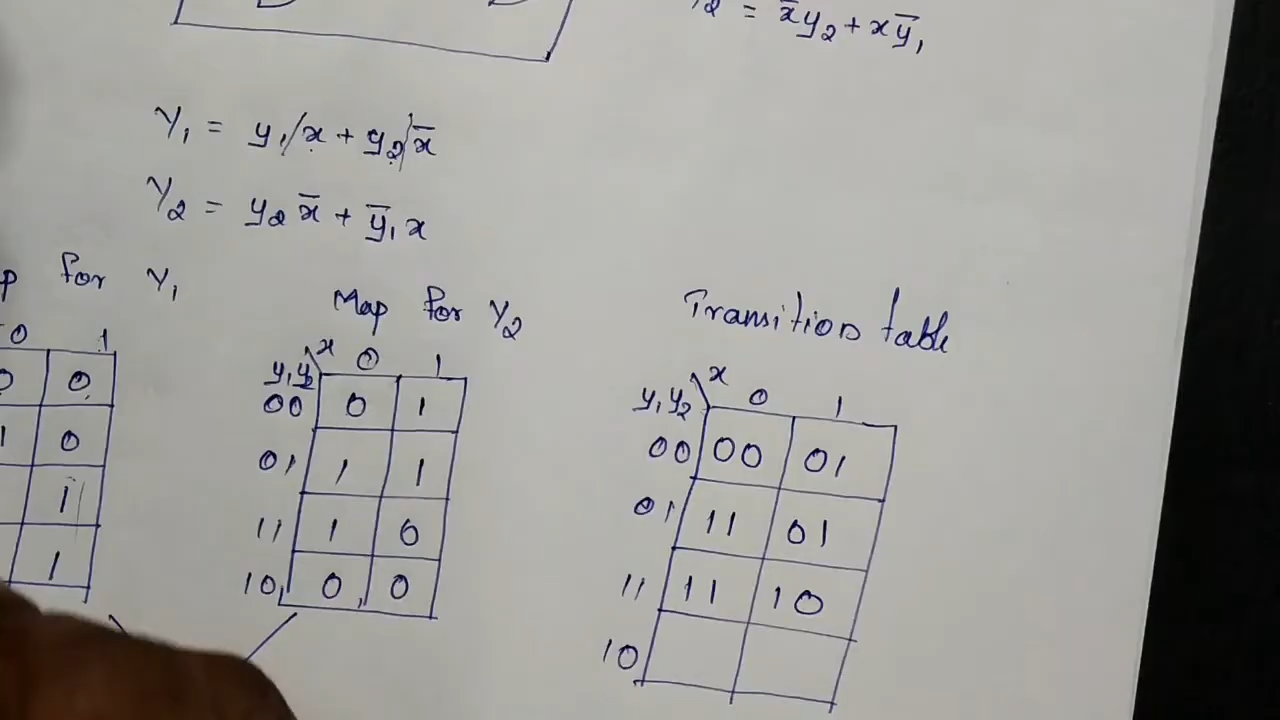 Y₂ = x̄y₂ + xȳ₁
Y₁ = y₁x + y₂x̄
Y₂ = y₂x̄ + ȳ₁x
for Y₁
0 1
0 0
1 0
1
1
Map for Y₂
x
y₁y₂ 0 1
00 0 1
01 1 1
11 1 0
10 0 0
Transition table
x
y₁y₂ 0 1
00 00 01
01 11 01
11 11 10
10